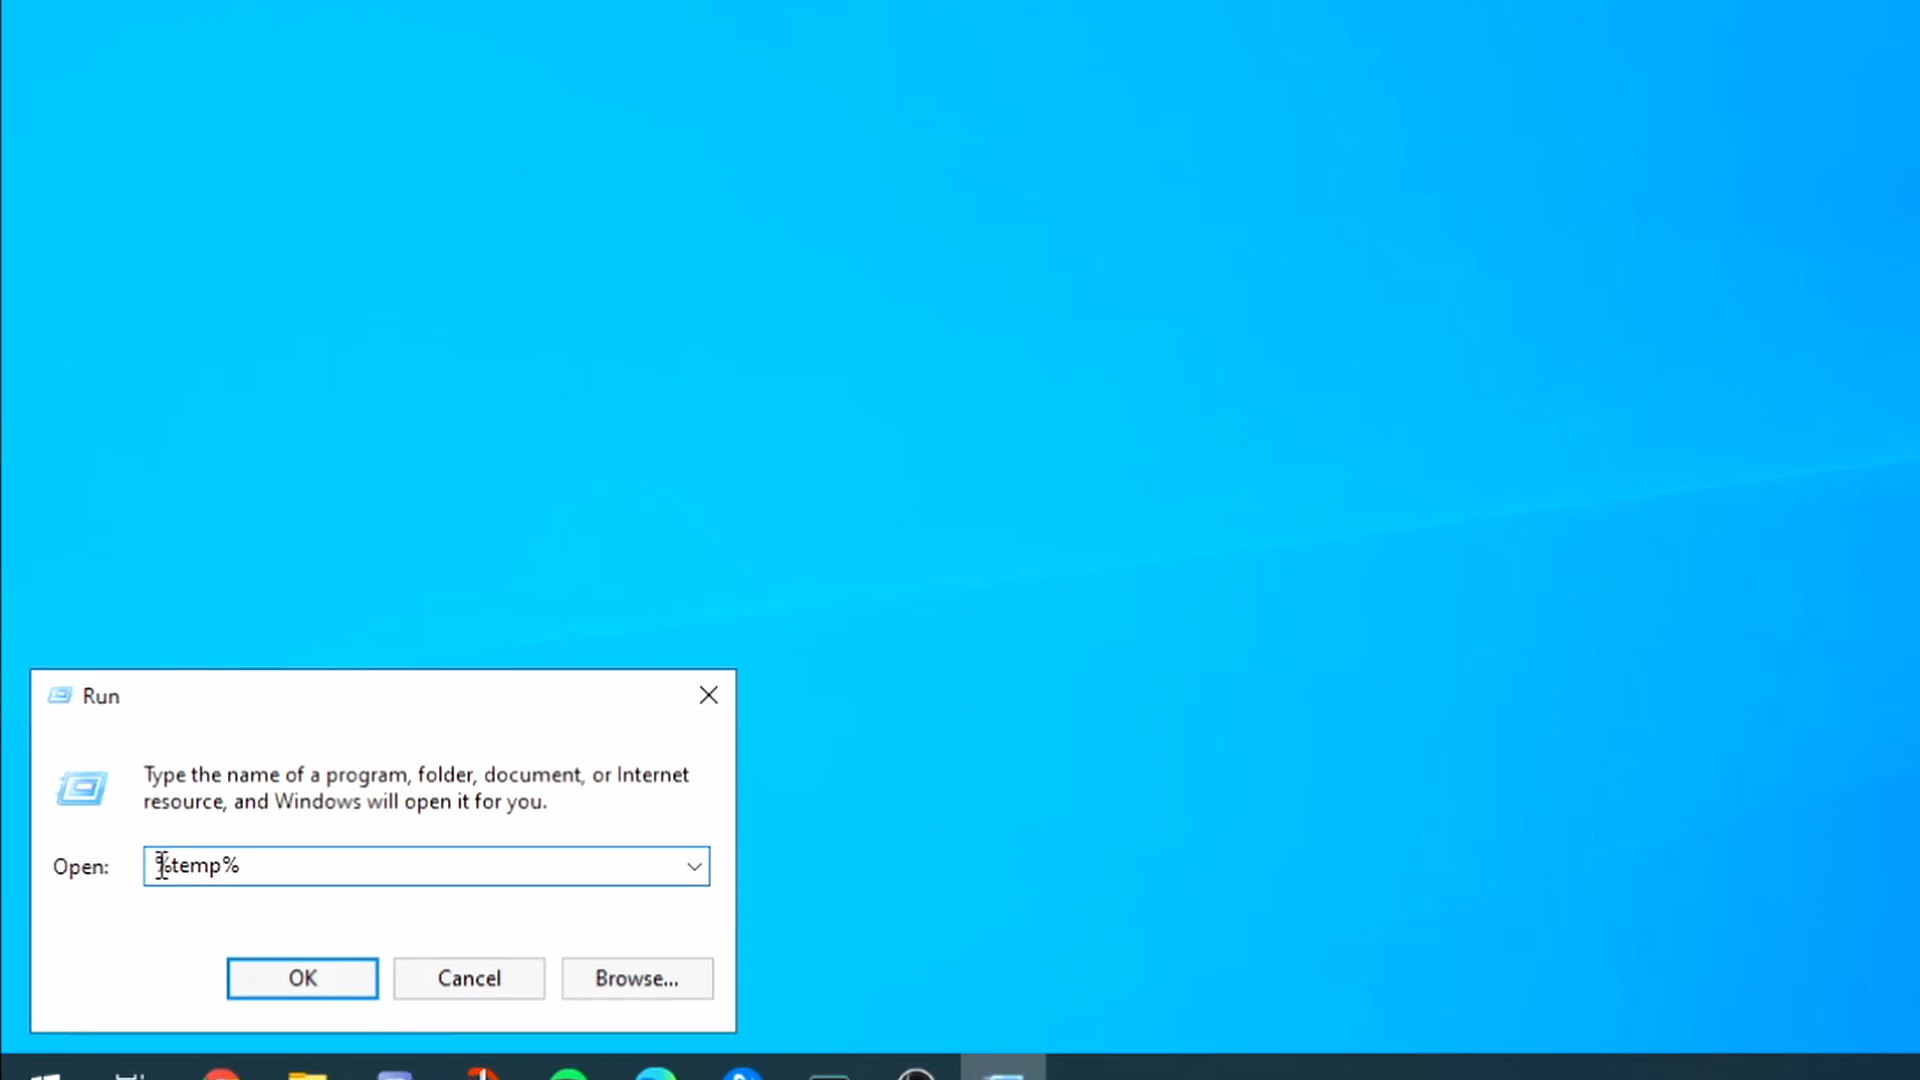 Run
Type the name of a program, folder, document, or Internet
resource, and Windows will open it for you.
Open:
%temp%
OK
Cancel
Browse...